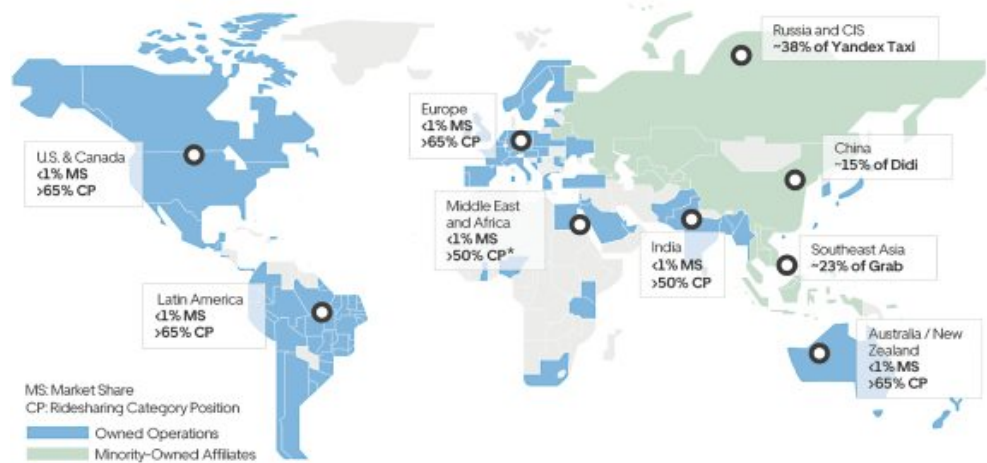 Russia and CIS
~38% of Yandex Taxi
Europe
<1% MS
>65% CP
U.S. & Canada
<1% MS
>65% CP
China
~15% of Didi
Middle East
and Africa
<1% MS
>50% CP*
India
<1% MS
>50% CP
Southeast Asia
~23% of Grab
Latin America
<1% MS
>65% CP
Australia / New
Zealand
<1% MS
>65% CP
MS: Market Share
CP: Ridesharing Category Position
Owned Operations
Minority-Owned Affiliates